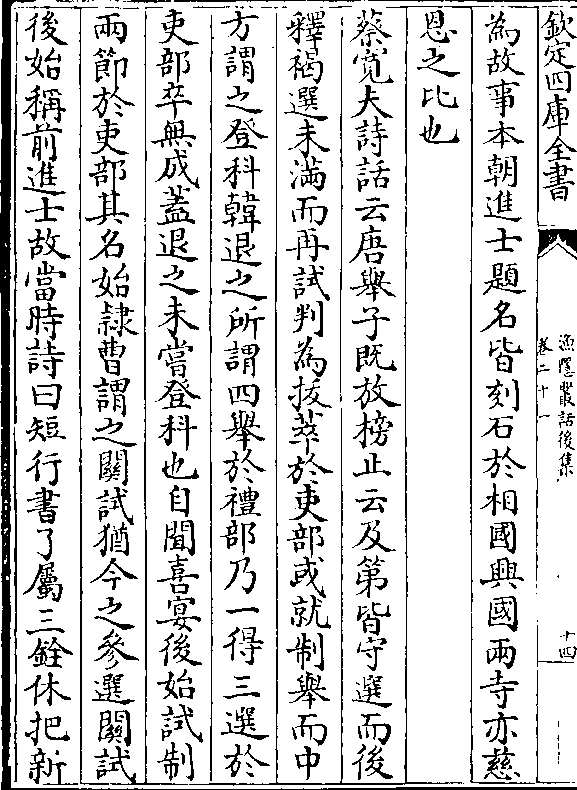 欽定四庫全書
漁隱叢話後集
卷二十一
十四
為故事本朝進士題名皆刻石於相國興國兩寺亦慈
恩之比也
蔡寛夫詩話云唐舉子既放榜止云及第皆守選而後
釋褐選未滿而再試判為拔萃於吏部或就制舉而中
方謂之登科韓退之所謂四舉於禮部乃一得三選於
吏部卒無成蓋退之未嘗登科也自聞喜宴後始試制
兩節於吏部其名始隷曹謂之關試猶今之參選關試
後始稱前進士故當時詩曰短行書了屬三銓休把新